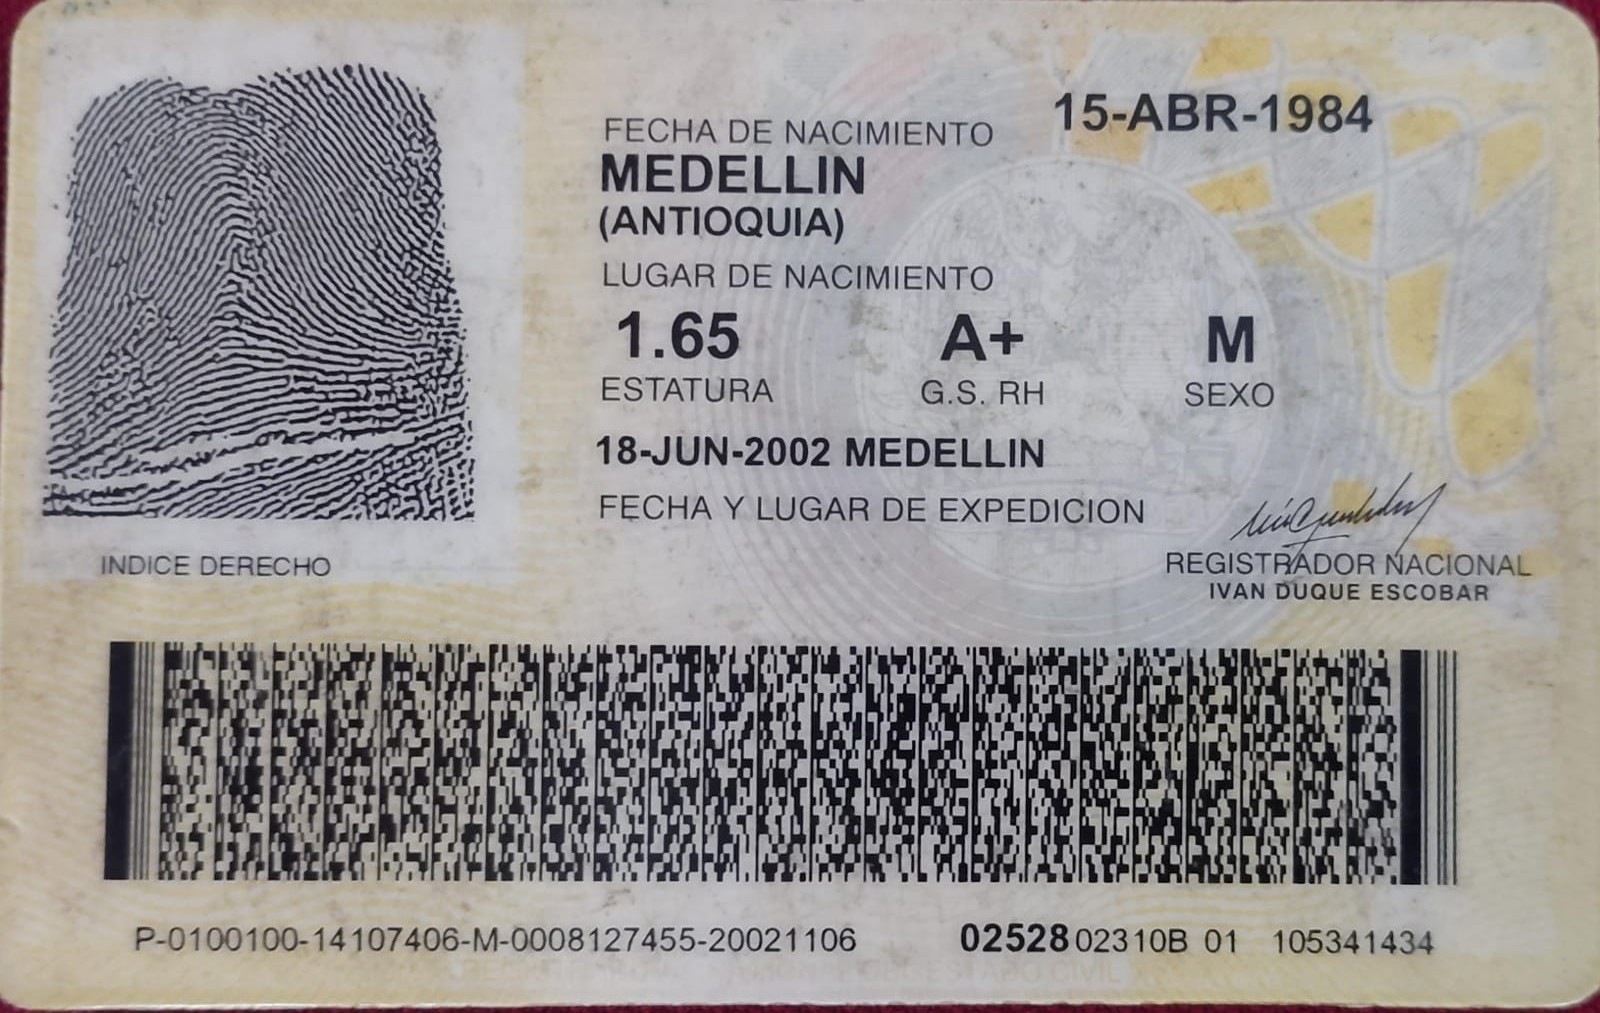 15-ABR-1984
FECHA DE NACIMIENTO
MEDELLIN
(ANTIOQUIA)
LUGAR DE NACIMIENTO
1.65 A+ M
ESTATURA G.S. RH SEXO
18-JUN-2002 MEDELLIN
FECHA Y LUGAR DE EXPEDICION
INDICE DERECHO
REGISTRADOR NACIONAL
IVAN DUQUE ESCOBAR
P-0100100-14107406-M-0008127455-20021106 02528 02310B 01 105341434